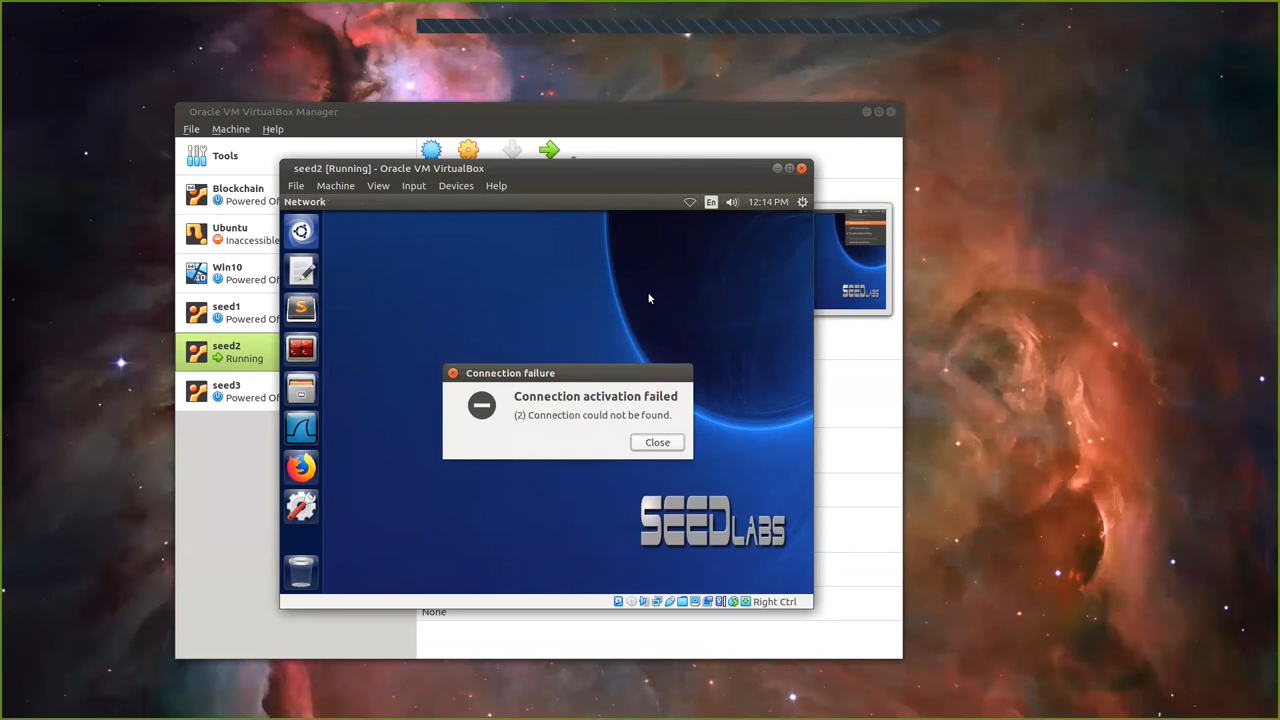 Oracle VM VirtualBox Manager
File Machine Help
Tools
Blockchain
Powered Of
Ubuntu
Inaccessible
Win10
Powered Of
seed1
Powered Of
seed2
Running
seed3
Powered Of
seed2 [Running] - Oracle VM VirtualBox
File Machine View Input Devices Help
Network En 12:14 PM
Connection failure
Connection activation failed
(2) Connection could not be found.
Close
SEEDLABS
Right Ctrl
None
SEEDLABS